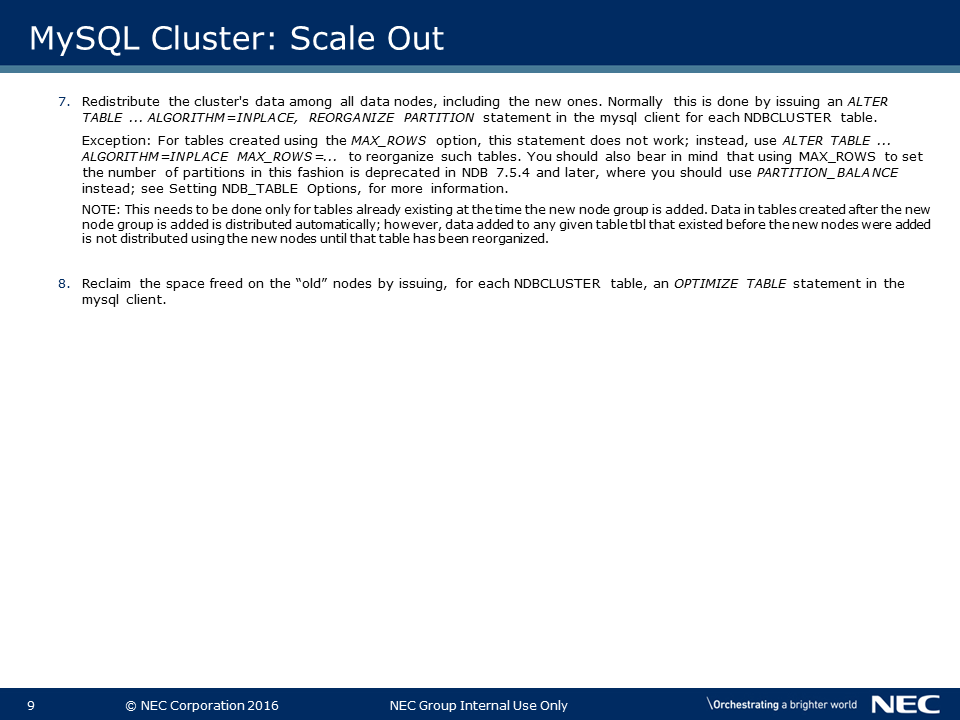 MySQL Cluster: Scale Out
7. Redistribute the cluster's data among all data nodes, including the new ones. Normally this is done by issuing an ALTER
TABLE ... ALGORITHM=INPLACE, REORGANIZE PARTITION statement in the mysql client for each NDBCLUSTER table.
Exception: For tables created using the MAX_ROWS option, this statement does not work; instead, use ALTER TABLE ...
ALGORITHM=INPLACE MAX_ROWS=... to reorganize such tables. You should also bear in mind that using MAX_ROWS to set
the number of partitions in this fashion is deprecated in NDB 7.5.4 and later, where you should use PARTITION_BALANCE
instead; see Setting NDB_TABLE Options, for more information.
NOTE: This needs to be done only for tables already existing at the time the new node group is added. Data in tables created after the new
node group is added is distributed automatically; however, data added to any given table tbl that existed before the new nodes were added
is not distributed using the new nodes until that table has been reorganized.
8. Reclaim the space freed on the “old” nodes by issuing, for each NDBCLUSTER table, an OPTIMIZE TABLE statement in the
mysql client.
9 © NEC Corporation 2016 NEC Group Internal Use Only \Orchestrating a brighter world NEC